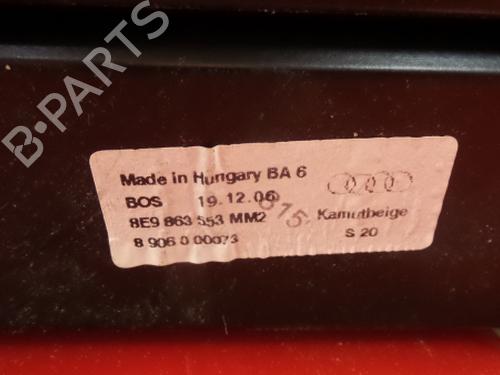 B-PARTS
Made in Hungary BA 6
BOS 19.12.06
8E9 863 553 MM2 615 Kamutbeige
8 906 0 00073 S 20